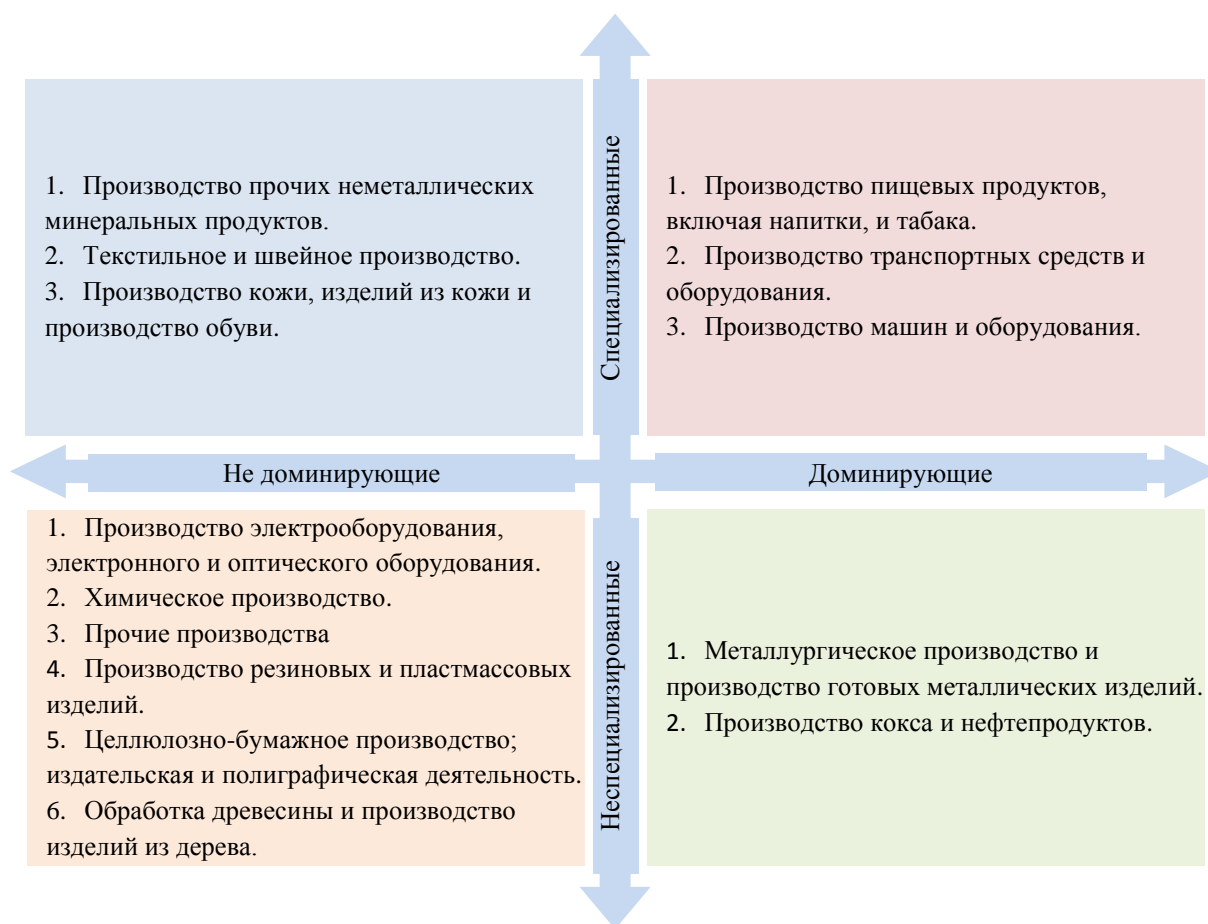 1. Производство прочих неметаллических
минеральных продуктов.
2. Текстильное и швейное производство.
3. Производство кожи, изделий из кожи и
производство обуви.
Специализированные
1. Производство пищевых продуктов,
включая напитки, и табака.
2. Производство транспортных средств и
оборудования.
3. Производство машин и оборудования.
Не доминирующие
Доминирующие
1. Производство электрооборудования,
электронного и оптического оборудования.
2. Химическое производство.
3. Прочие производства
4. Производство резиновых и пластмассовых
изделий.
5. Целлюлозно-бумажное производство;
издательская и полиграфическая деятельность.
6. Обработка древесины и производство
изделий из дерева.
Неспециализированные
1. Металлургическое производство и
производство готовых металлических изделий.
2. Производство кокса и нефтепродуктов.